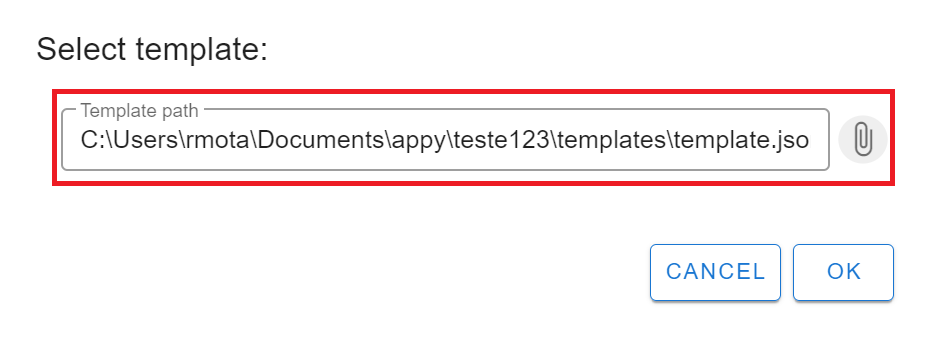 Select template:
Template path
C:\Users\rmota\Documents\appy\teste123\templates\template.jso
CANCEL OK